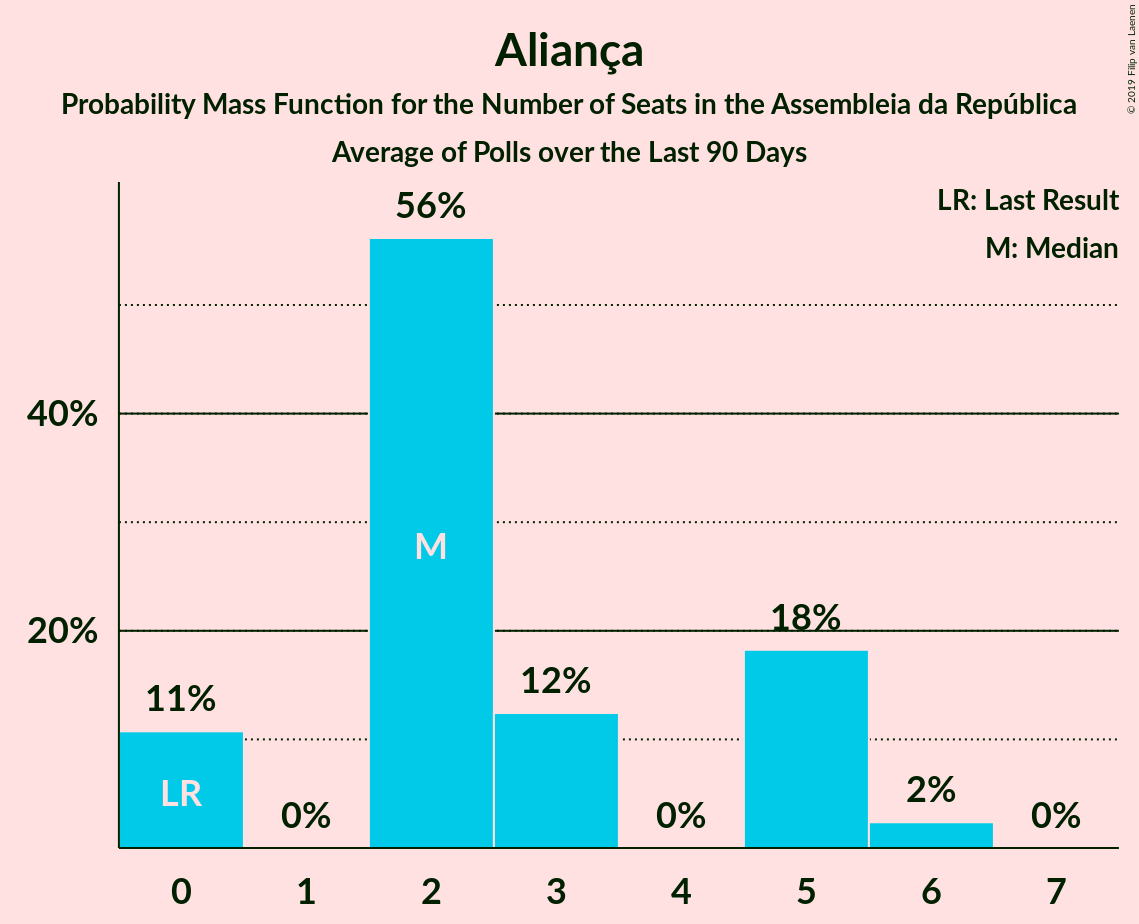 Aliança
Probability Mass Function for the Number of Seats in the Assembleia da República
Average of Polls over the Last 90 Days
© 2019 Filip van Laenen
LR: Last Result
M: Median
56%
40%
M
20%
18%
12%
11%
LR
0%
0%
2%
0%
0 1 2 3 4 5 6 7